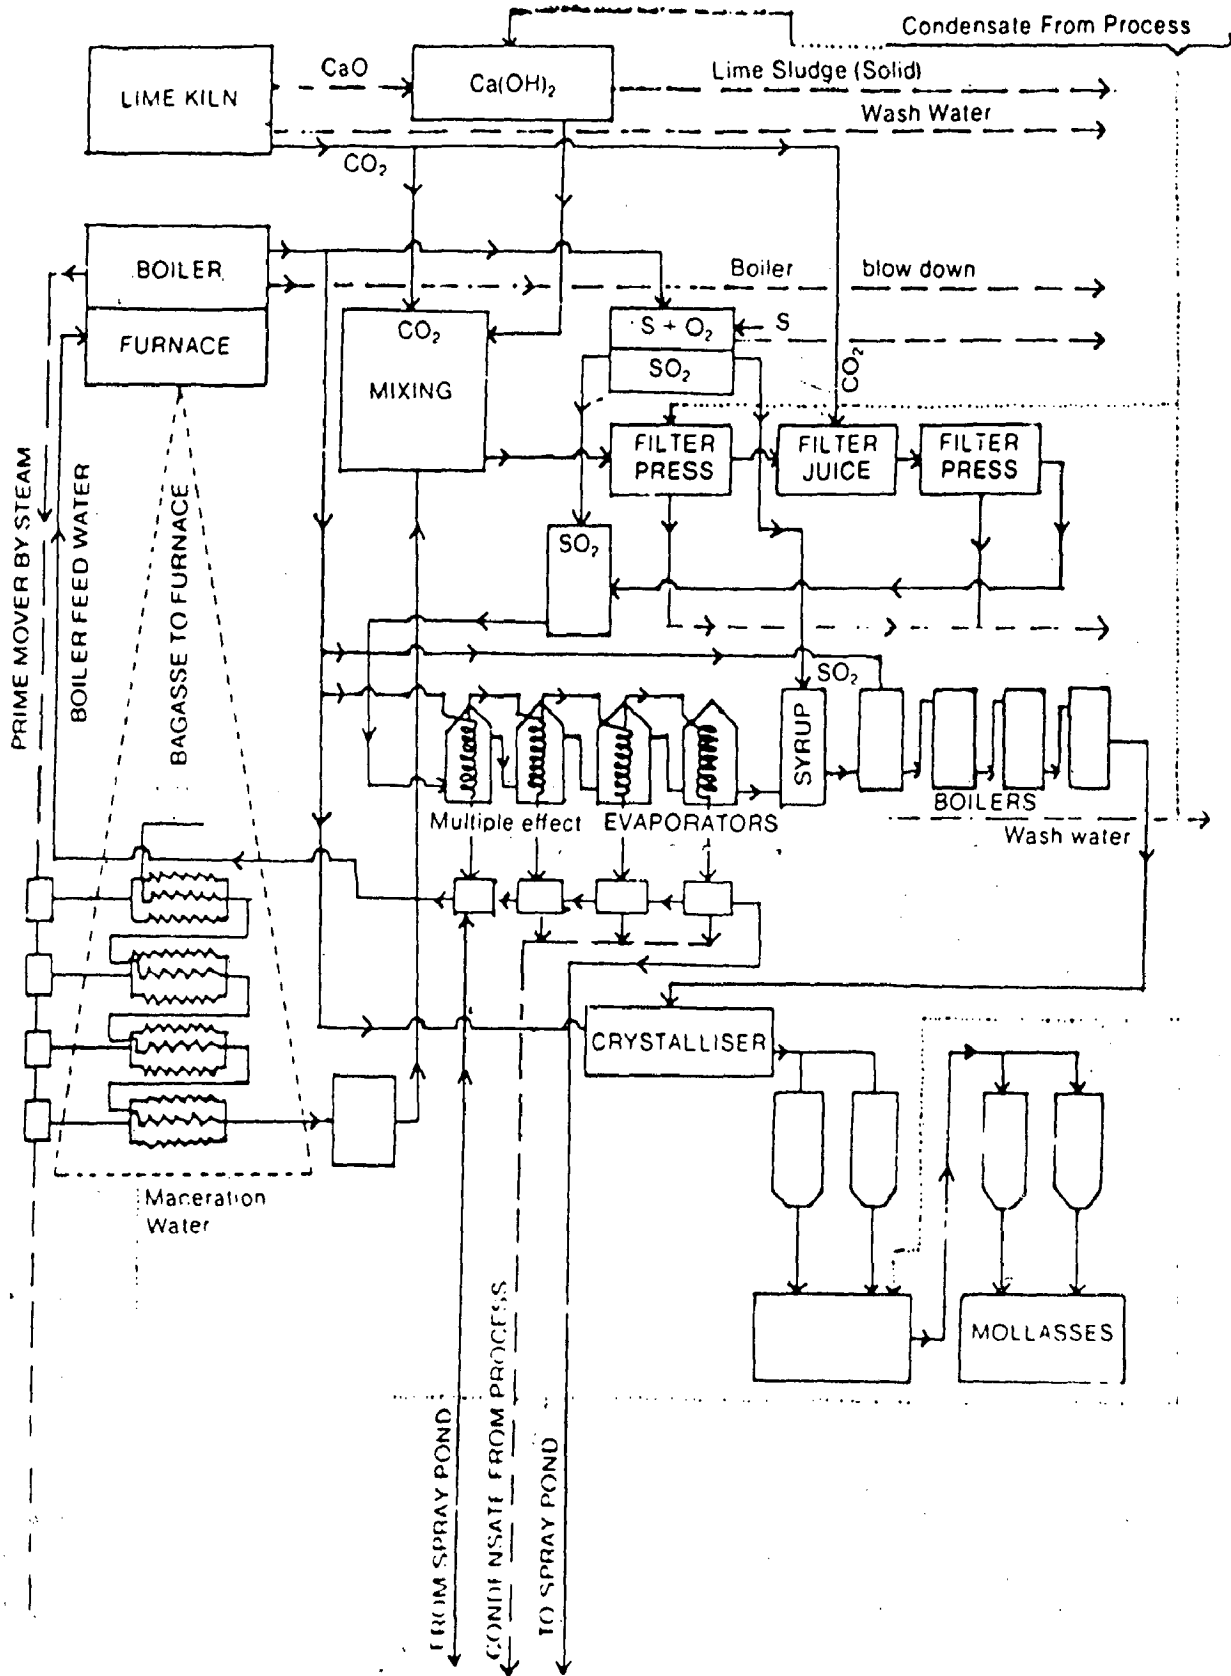 Condensate From Process
CaO
Lime Sludge (Solid)
LIME KILN
Ca(OH)₂
Wash Water
CO₂
BOILER
Boiler blow down
FURNACE
CO₂
MIXING
S + O₂
S
SO₂
CO₂
FILTER
PRESS
FILTER
JUICE
FILTER
PRESS
SO₂
PRIME MOVER BY STEAM
BOILER FEED WATER
BAGASSE TO FURNACE
SO₂
SYRUP
BOILERS
Multiple effect EVAPORATORS
Wash water
CRYSTALLISER
Maceration
Water
MOLLASSES
FROM SPRAY POND
CONDENSATE FROM PROCESS
TO SPRAY POND